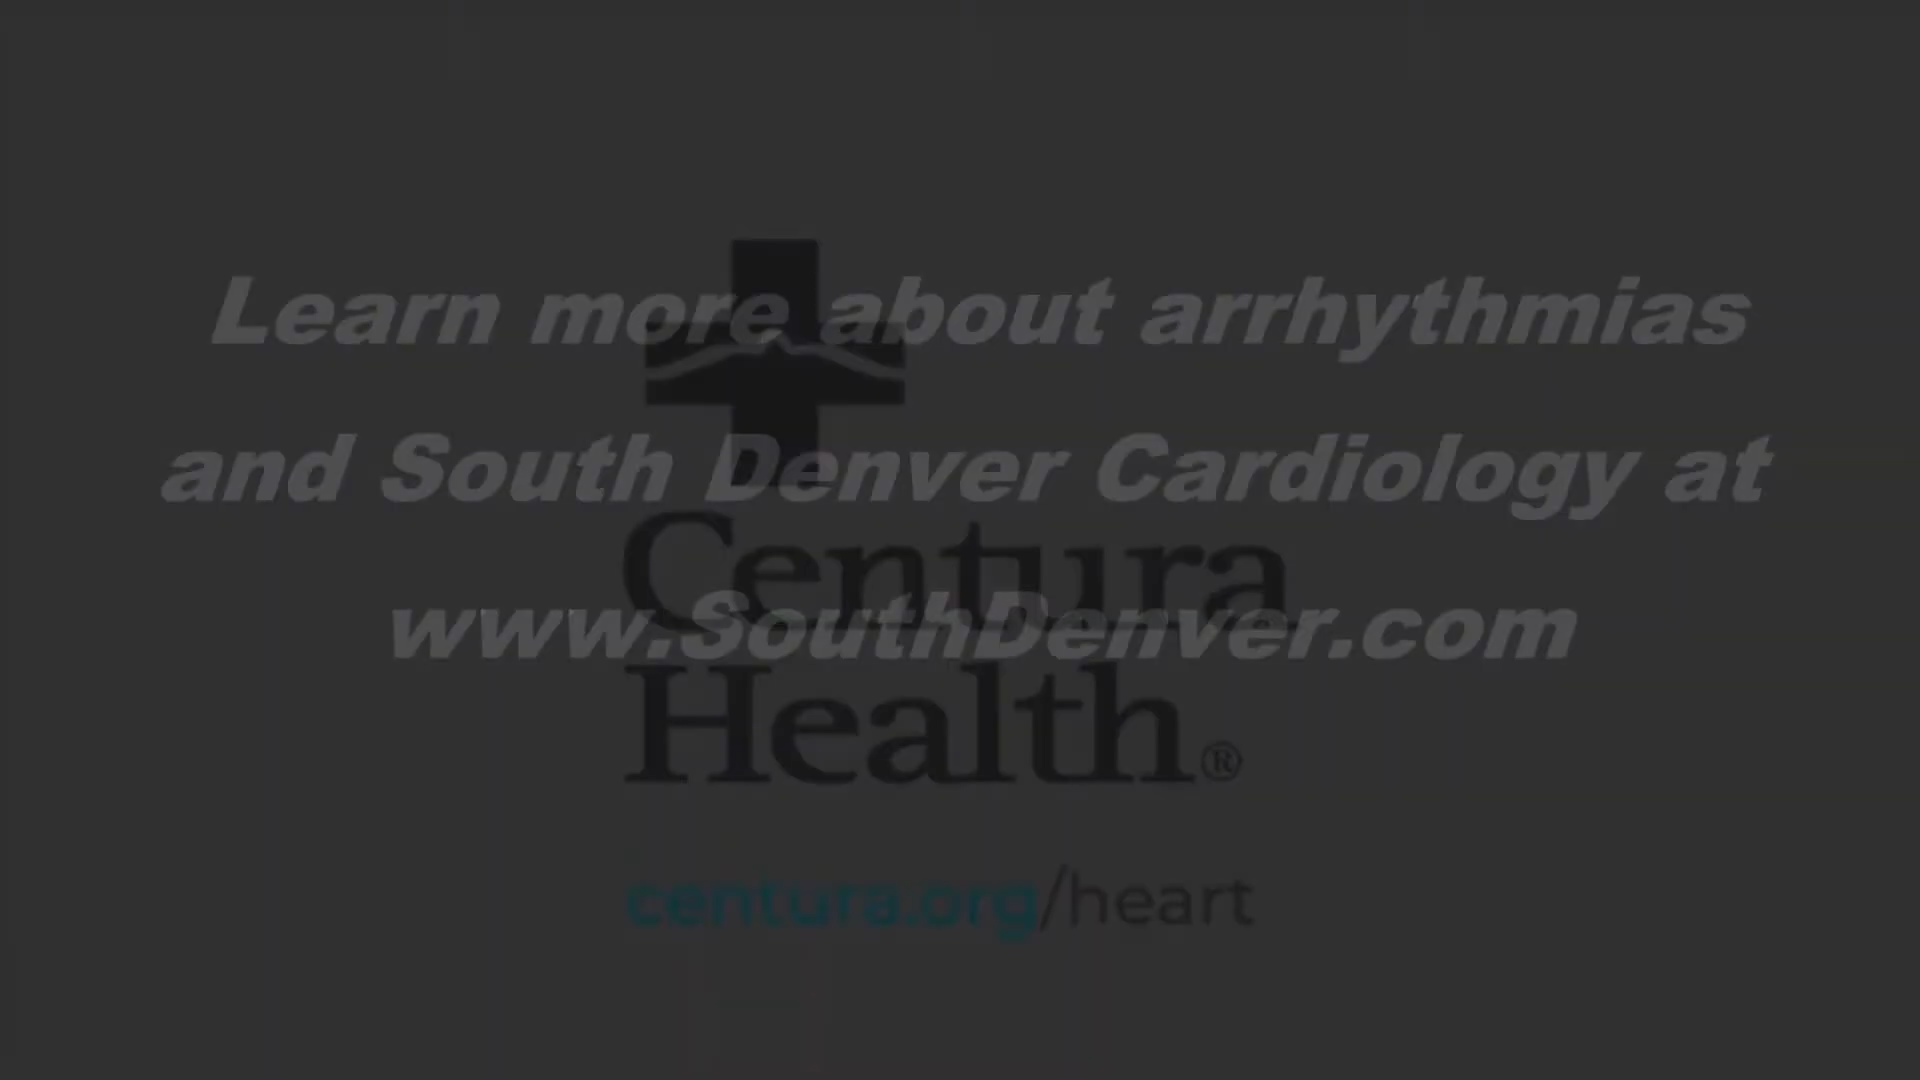 Learn more about arrhythmias
and South Denver Cardiology at
www.SouthDenver.com
Centura
Health®
centura.org/heart